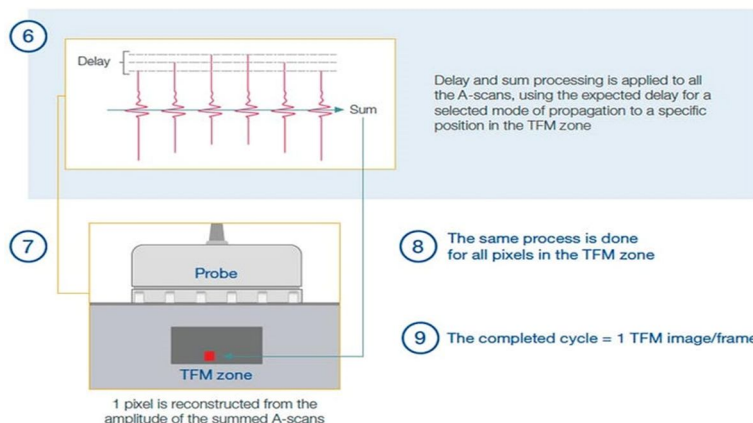 6
Delay
Sum
Delay and sum processing is applied to all
the A-scans, using the expected delay for a
selected mode of propagation to a specific
position in the TFM zone
7
Probe
TFM zone
1 pixel is reconstructed from the
amplitude of the summed A-scans
8
The same process is done
for all pixels in the TFM zone
9
The completed cycle = 1 TFM image/frame